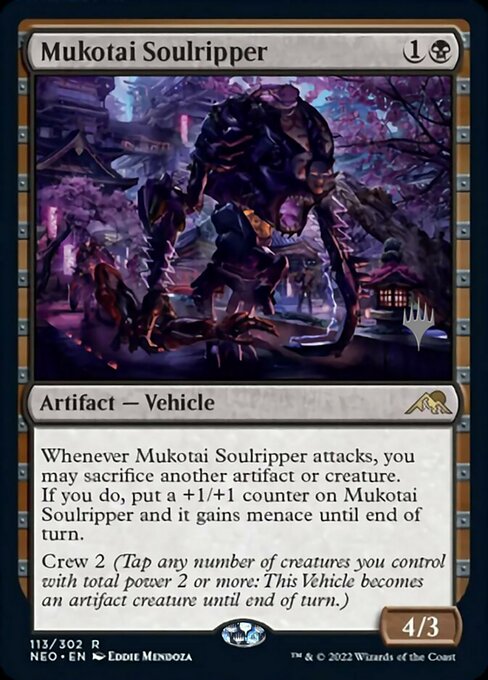 Mukotai Soulripper 1
Artifact — Vehicle
Whenever Mukotai Soulripper attacks, you
may sacrifice another artifact or creature.
If you do, put a +1/+1 counter on Mukotai
Soulripper and it gains menace until end of
turn.
Crew 2 (Tap any number of creatures you control
with total power 2 or more: This Vehicle becomes
an artifact creature until end of turn.)
4/3
113/302 R
NEO • EN Eddie Mendoza
™ & © 2022 Wizards of the Coast